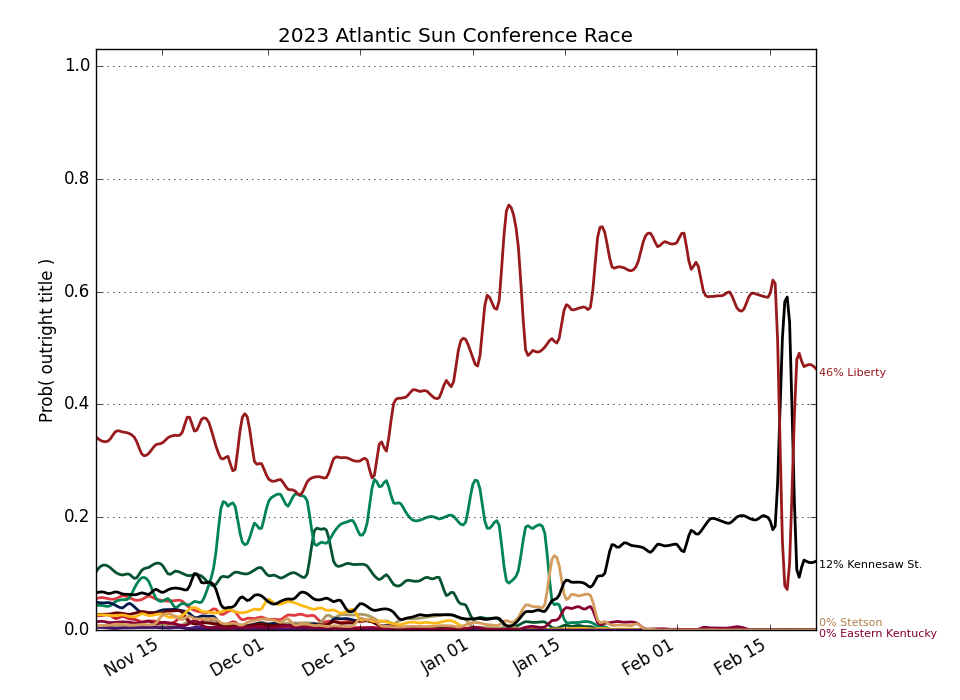 2023 Atlantic Sun Conference Race
Prob( outright title )
1.0
0.8
0.6
0.4
0.2
0.0
46% Liberty
12% Kennesaw St.
0% Stetson
0% Eastern Kentucky
Nov 15
Dec 01
Dec 15
Jan 01
Jan 15
Feb 01
Feb 15